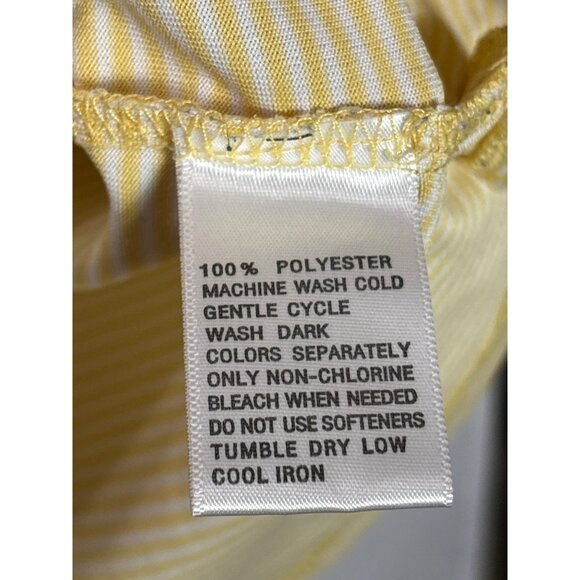 100% POLYESTER
MACHINE WASH COLD
GENTLE CYCLE
WASH DARK
COLORS SEPARATELY
ONLY NON-CHLORINE
BLEACH WHEN NEEDED
DO NOT USE SOFTENERS
TUMBLE DRY LOW
COOL IRON